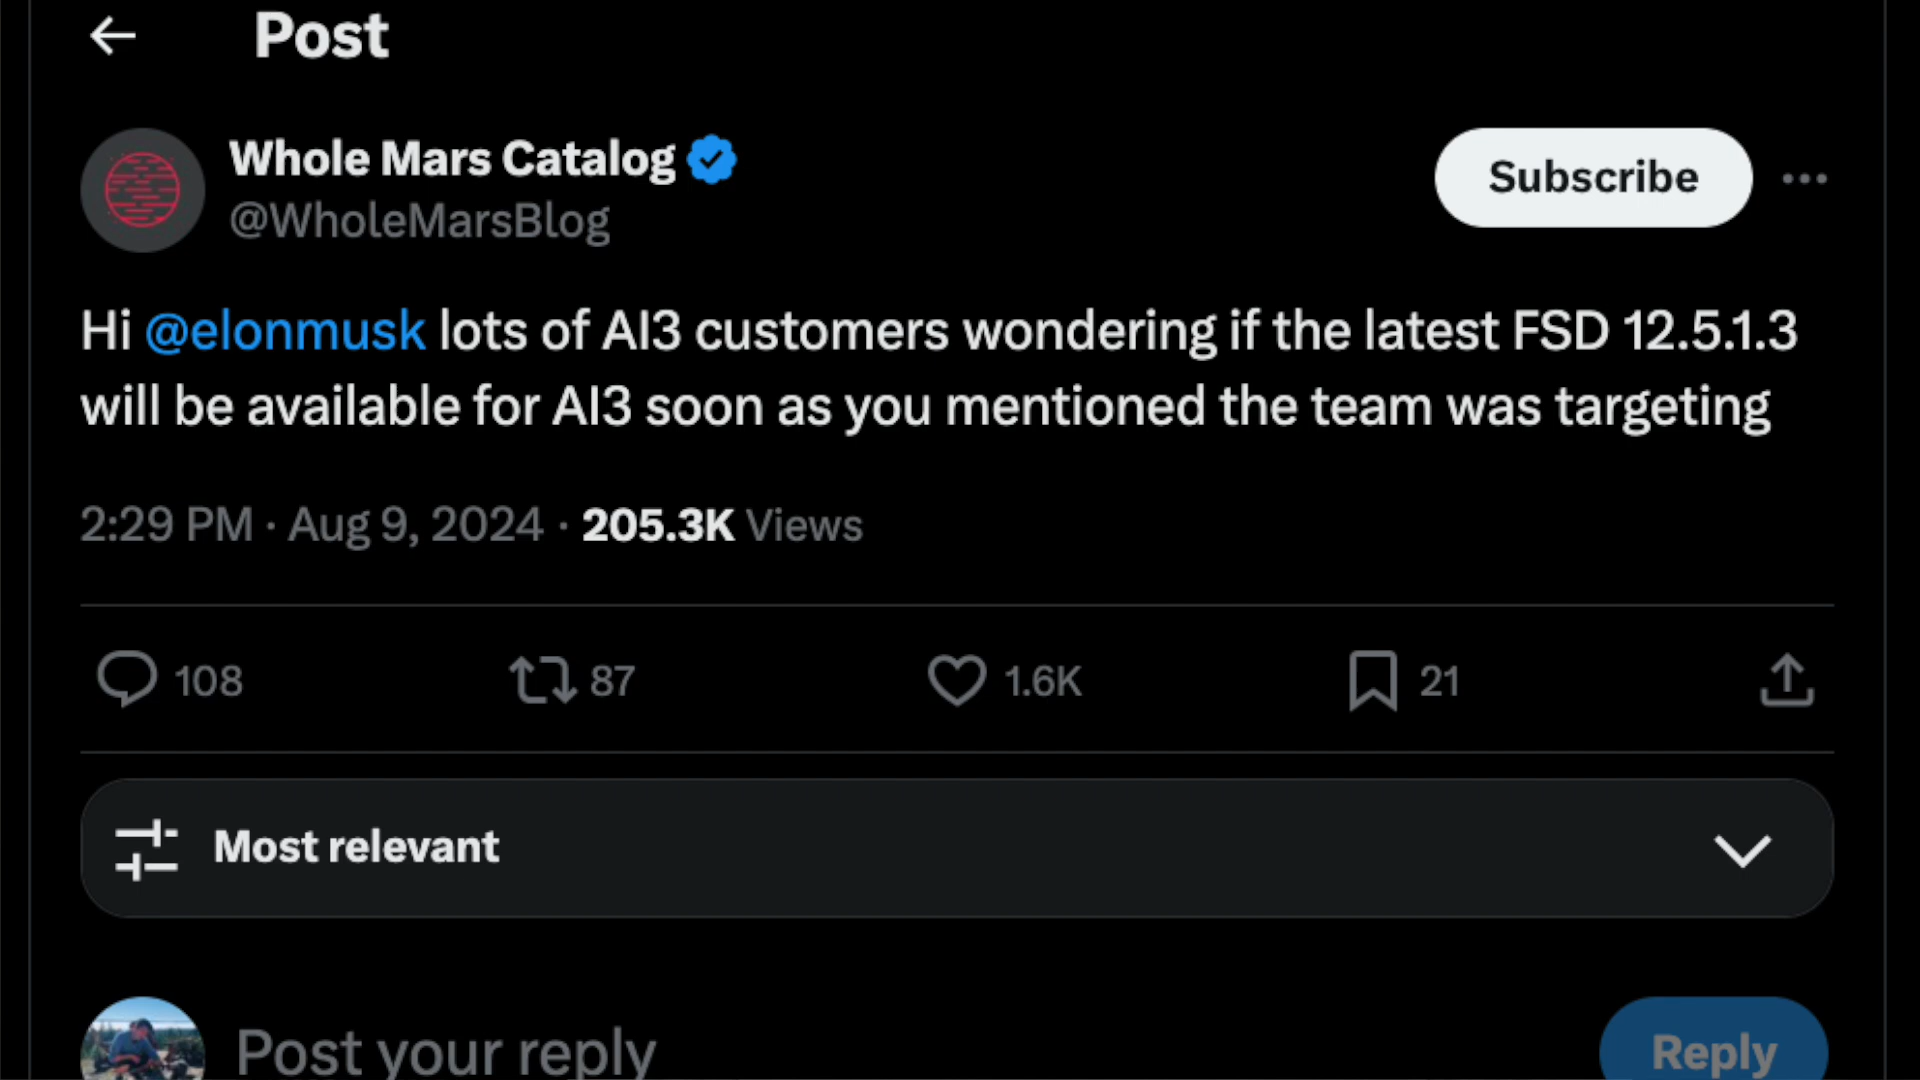 Post
Whole Mars Catalog
@WholeMarsBlog
Subscribe
Hi @elonmusk lots of AI3 customers wondering if the latest FSD 12.5.1.3
will be available for AI3 soon as you mentioned the team was targeting
2:29 PM · Aug 9, 2024 · 205.3K Views
108 87 1.6K 21
Most relevant
Post your reply
Reply